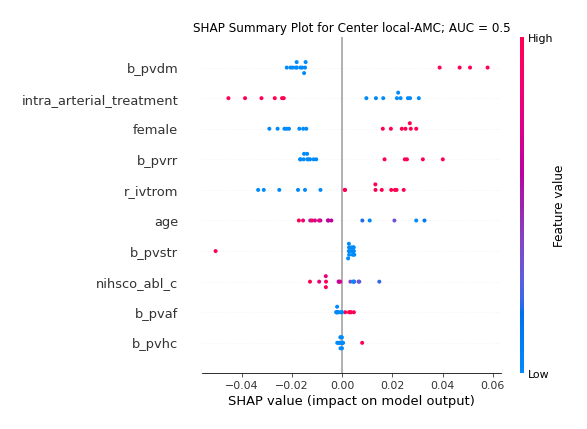 SHAP Summary Plot for Center local-AMC; AUC = 0.5
High
b_pvdm
intra_arterial_treatment
female
b_pvrr
r_ivtrom
age
b_pvstr
nihsco_abl_c
b_pvaf
b_pvhc
Feature value
Low
−0.04 −0.02 0.00 0.02 0.04 0.06
SHAP value (impact on model output)